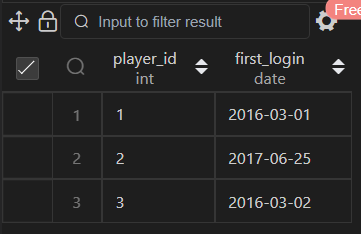 Free
Input to filter result
player_id first_login
int date
1 1 2016-03-01
2 2 2017-06-25
3 3 2016-03-02